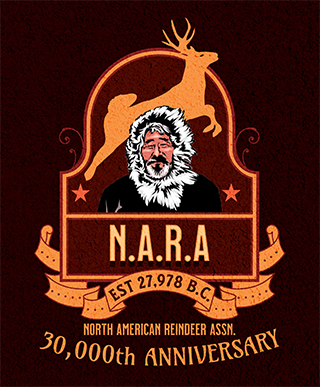 N.A.R.A
EST 27,978 B.C.
NORTH AMERICAN REINDEER ASSN.
30,000th ANNIVERSARY